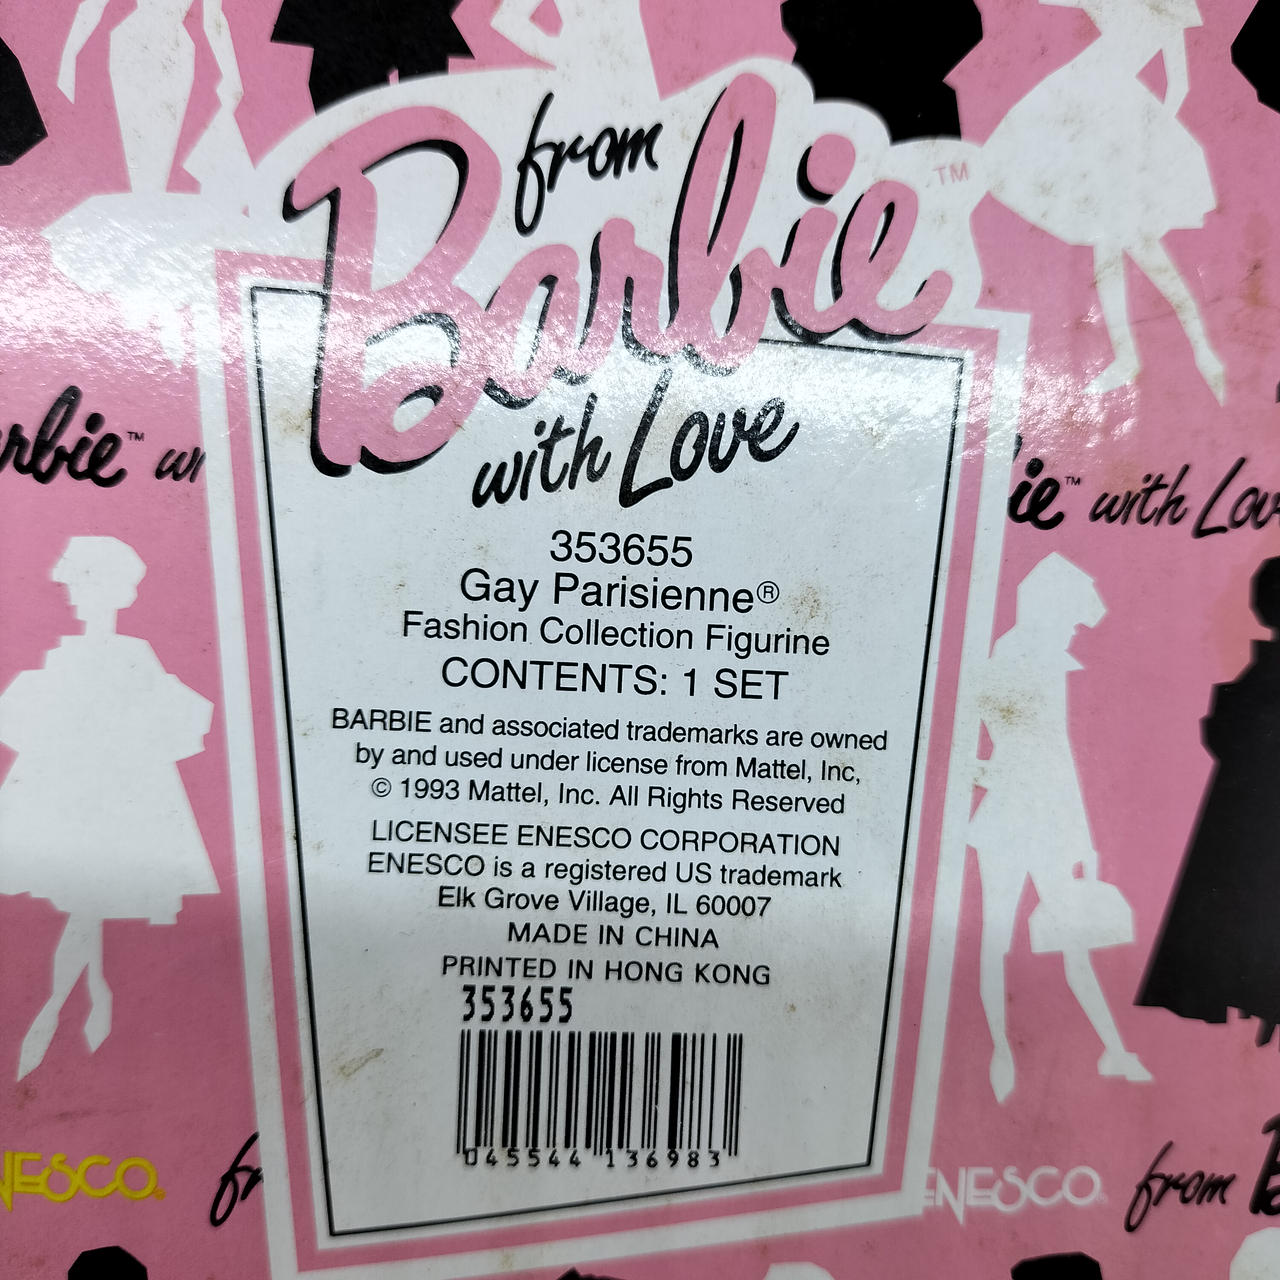 from
Barbie™
with Love
353655
Gay Parisienne®
Fashion Collection Figurine
CONTENTS: 1 SET
BARBIE and associated trademarks are owned
by and used under license from Mattel, Inc,
© 1993 Mattel, Inc. All Rights Reserved
LICENSEE ENESCO CORPORATION
ENESCO is a registered US trademark
Elk Grove Village, IL 60007
MADE IN CHINA
PRINTED IN HONG KONG
353655
045544 136983
rbie™ wi
ie™ with Lov
NESCO.
fr
ENESCO
from B